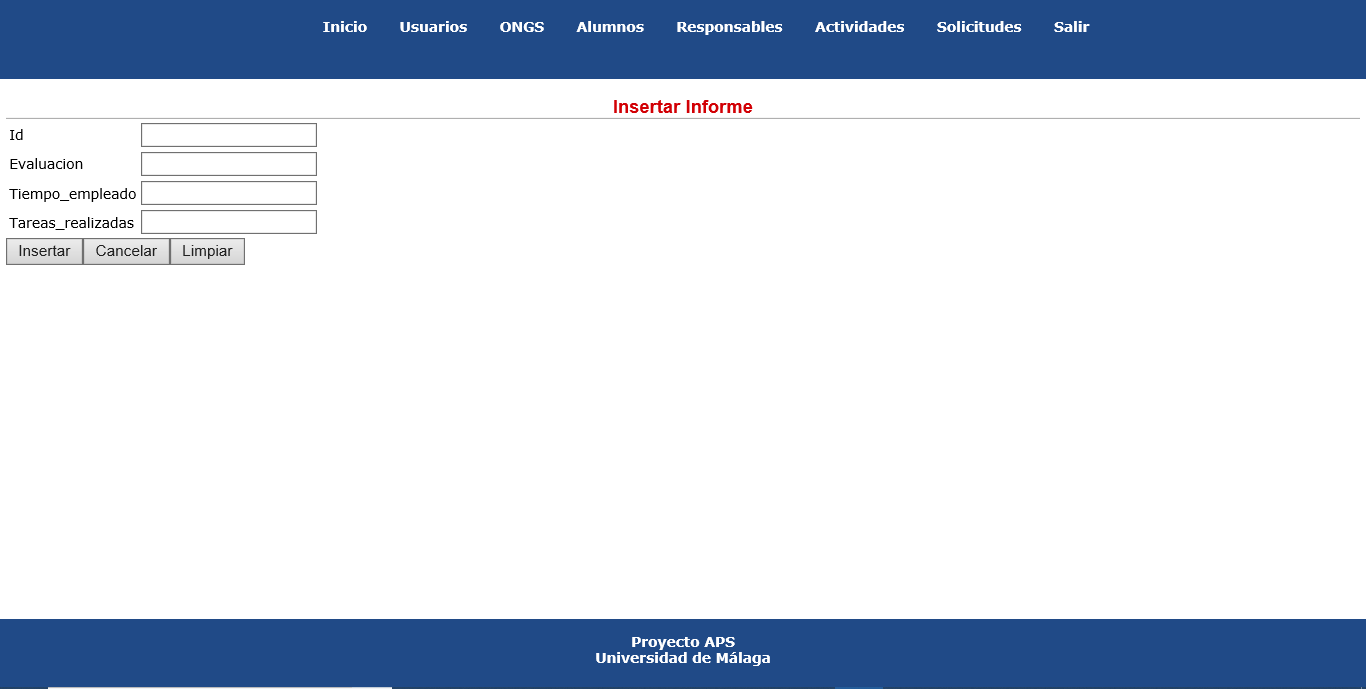 Inicio Usuarios ONGS Alumnos Responsables Actividades Solicitudes Salir
Insertar Informe
Id
Evaluacion
Tiempo_empleado
Tareas_realizadas
Insertar Cancelar Limpiar
Proyecto APS
Universidad de Málaga